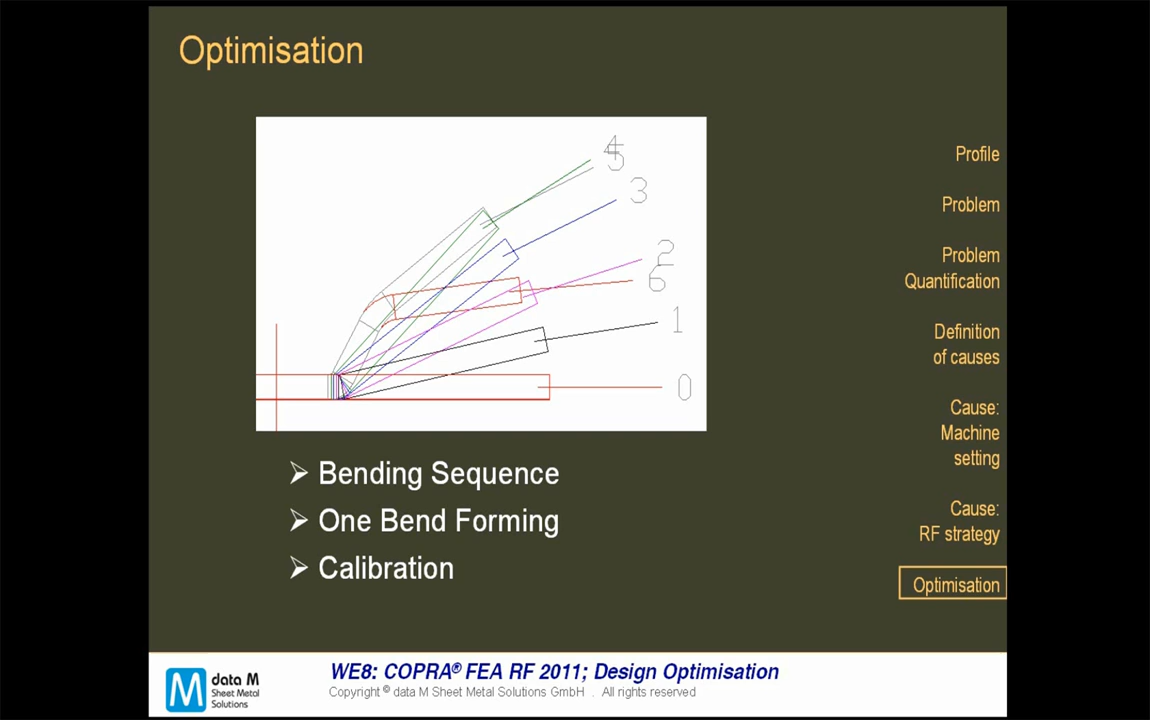 Optimisation
4
5
3
2
6
1
0
Bending Sequence
One Bend Forming
Calibration
Profile
Problem
Problem
Quantification
Definition
of causes
Cause:
Machine
setting
Cause:
RF strategy
Optimisation
data M
Sheet Metal
Solutions
WE8: COPRA® FEA RF 2011; Design Optimisation
Copyright © data M Sheet Metal Solutions GmbH . All rights reserved